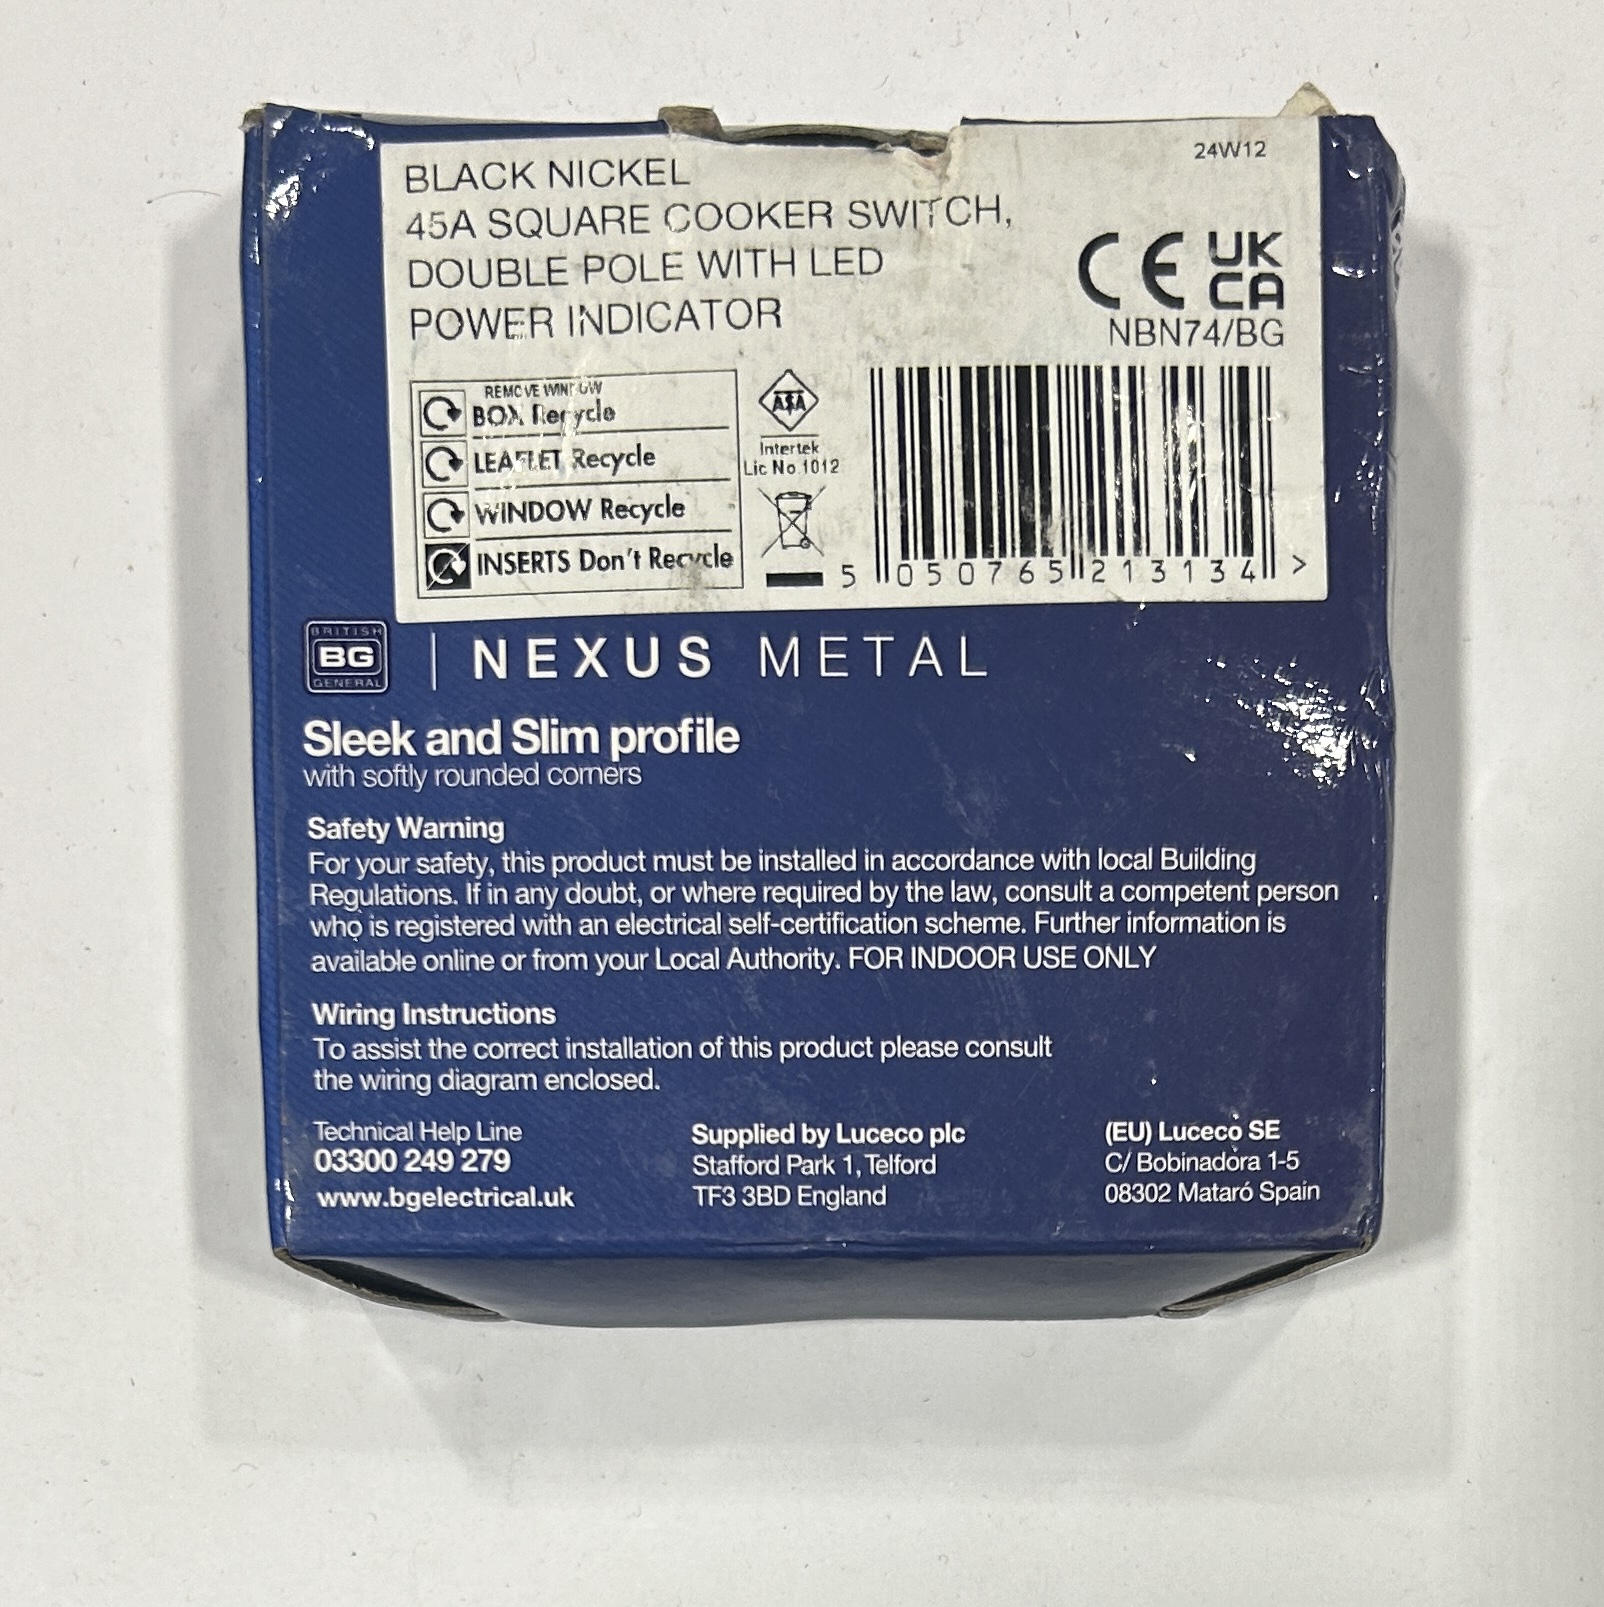 24W12
BLACK NICKEL
45A SQUARE COOKER SWITCH,
DOUBLE POLE WITH LED
POWER INDICATOR
CE UK
CA
NBN74/BG
REMOVE WINDOW
BOX Recycle
LEAFLET Recycle
WINDOW Recycle
INSERTS Don't Recycle
ASTA
Intertek
Lic No.1012
5 050765 213134 >
BRITISH
BG
GENERAL
NEXUS METAL
Sleek and Slim profile
with softly rounded corners
Safety Warning
For your safety, this product must be installed in accordance with local Building
Regulations. If in any doubt, or where required by the law, consult a competent person
who is registered with an electrical self-certification scheme. Further information is
available online or from your Local Authority. FOR INDOOR USE ONLY
Wiring Instructions
To assist the correct installation of this product please consult
the wiring diagram enclosed.
Technical Help Line
03300 249 279
www.bgelectrical.uk
Supplied by Luceco plc
Stafford Park 1, Telford
TF3 3BD England
(EU) Luceco SE
C/ Bobinadora 1-5
08302 Mataró Spain